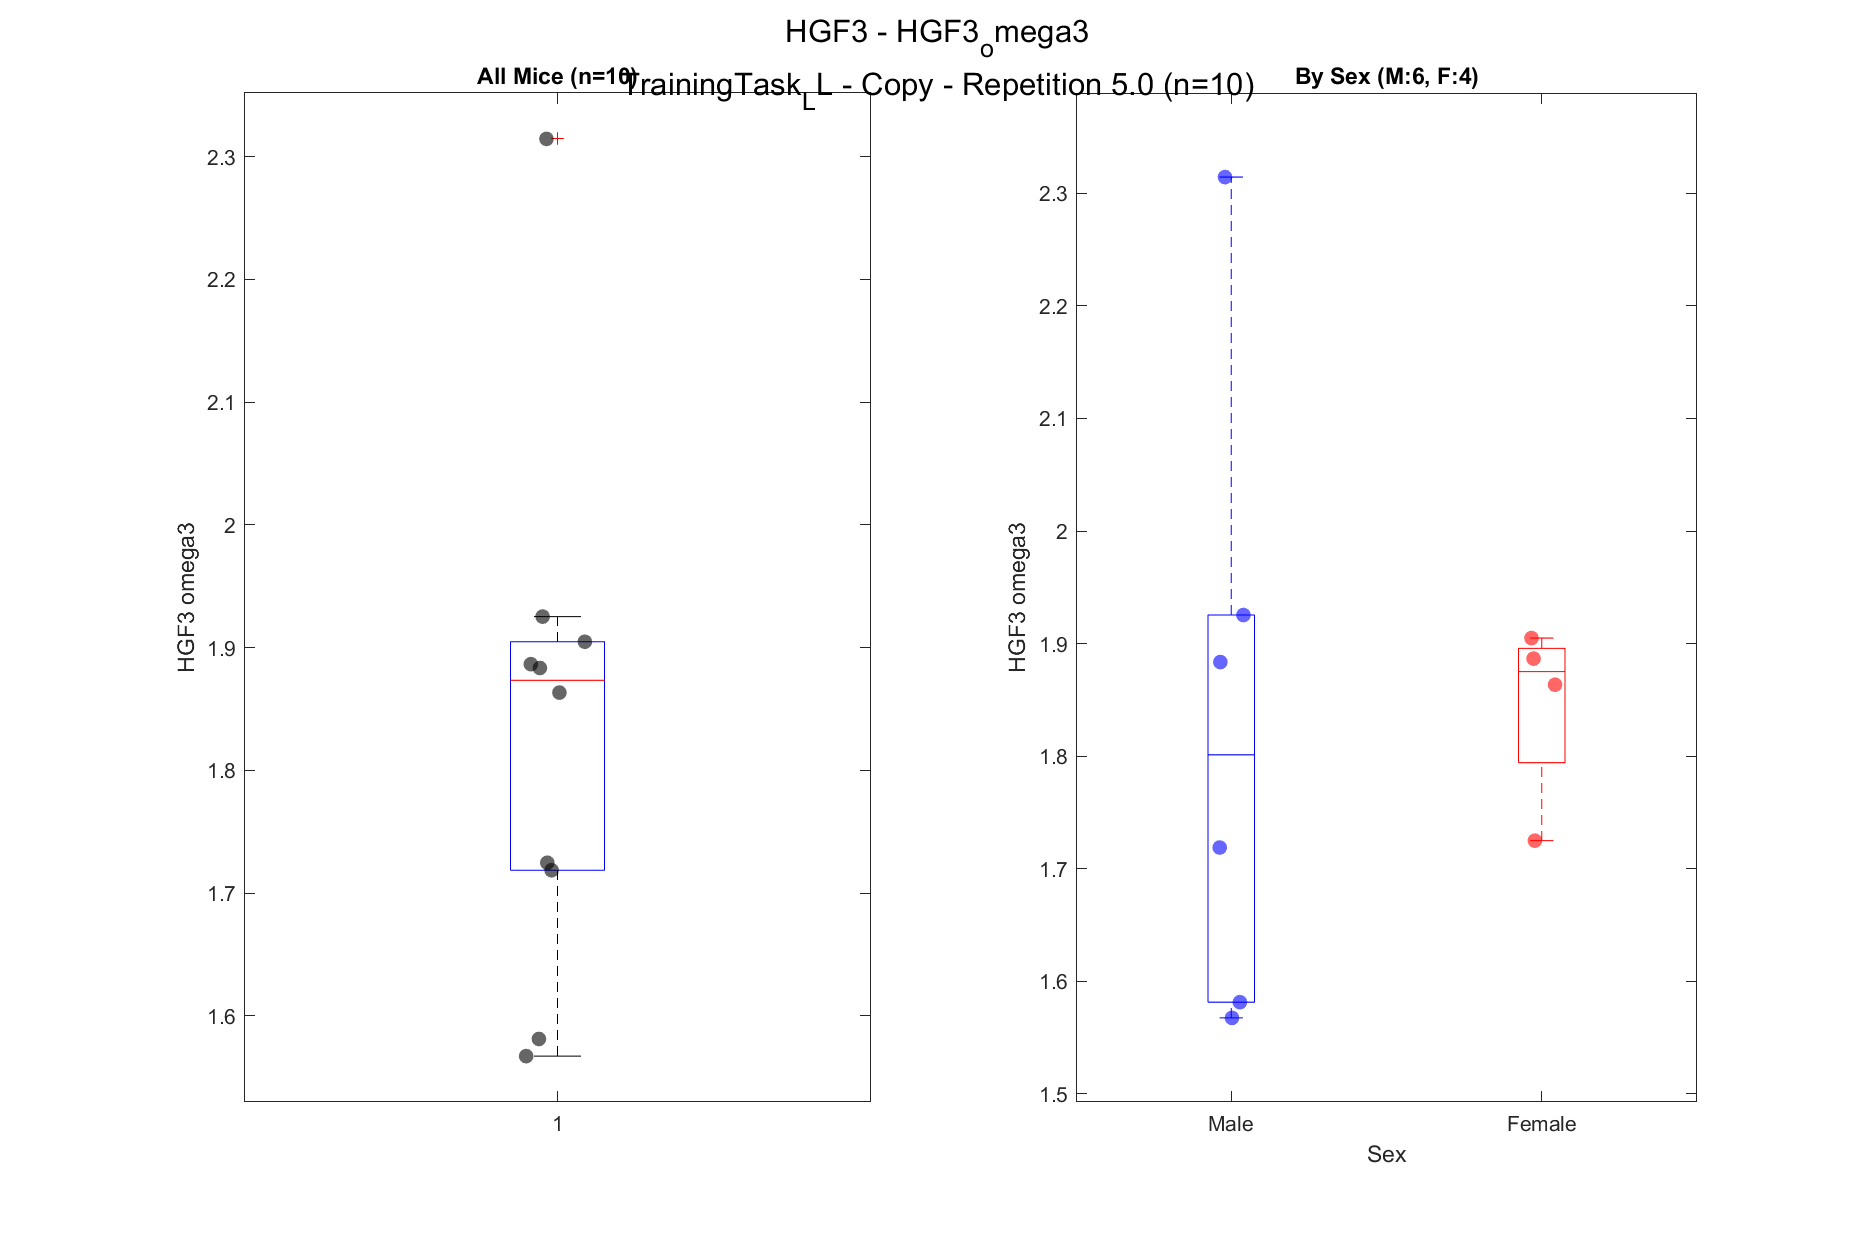 HGF3 - HGF3omega3
TrainingTask_LL - Copy - Repetition 5.0 (n=10)
All Mice (n=10)
HGF3 omega3
2.3
2.2
2.1
2
1.9
1.8
1.7
1.6
1
By Sex (M:6, F:4)
HGF3 omega3
2.3
2.2
2.1
2
1.9
1.8
1.7
1.6
1.5
Male
Female
Sex